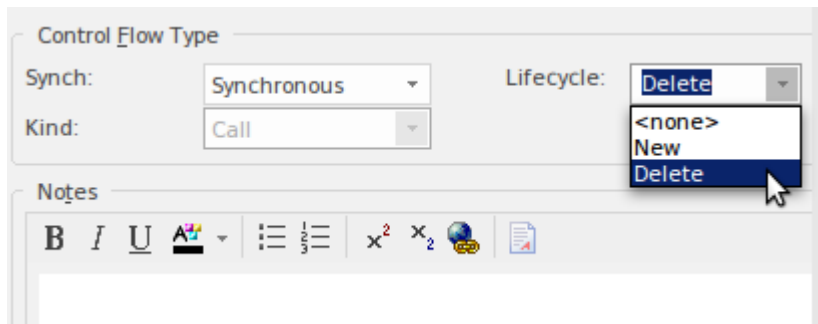 Control Flow Type
Synch: Synchronous Lifecycle: Delete
<none>
Kind: Call
New
Delete
Notes
B I U A x² x₂